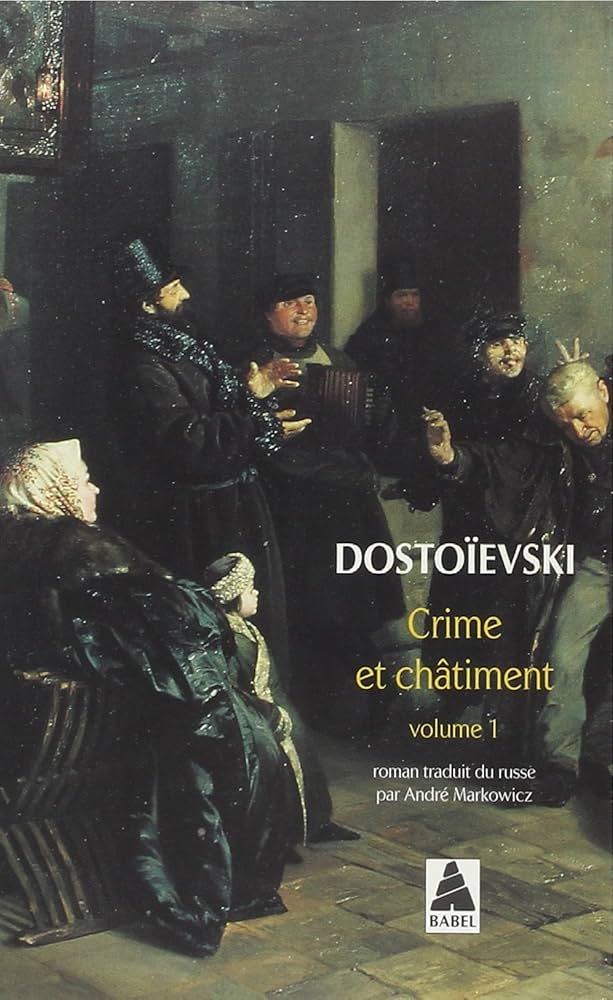 DOSTOÏEVSKI
Crime
et châtiment
volume 1
roman traduit du russe
par André Markowicz
BABEL